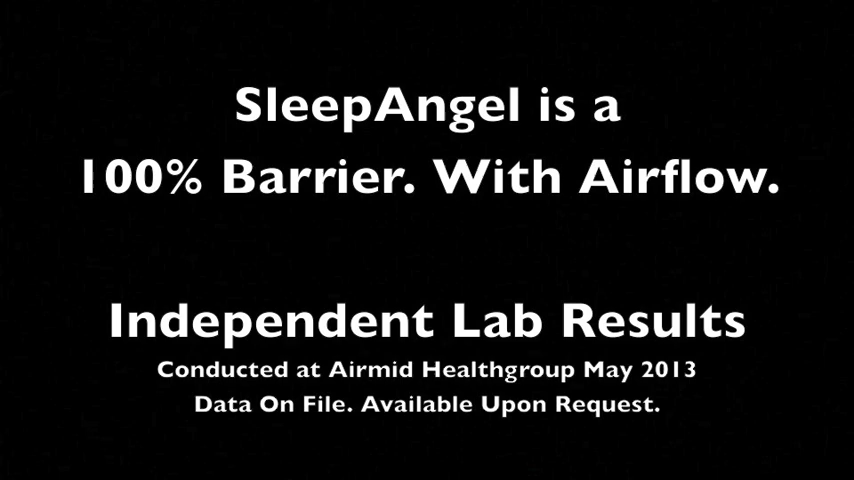 SleepAngel is a
100% Barrier. With Airflow.
Independent Lab Results
Conducted at Airmid Healthgroup May 2013
Data On File. Available Upon Request.